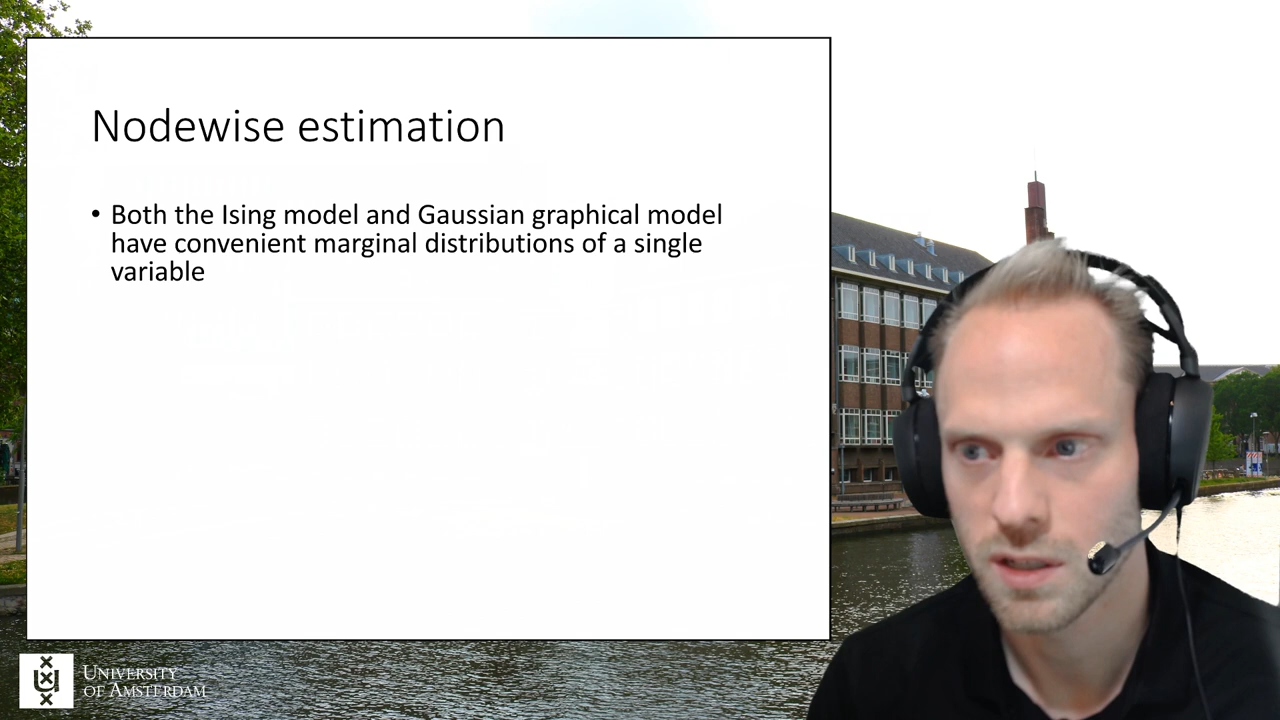 Nodewise estimation
• Both the Ising model and Gaussian graphical model
have convenient marginal distributions of a single
variable
UNIVERSITY
OF AMSTERDAM